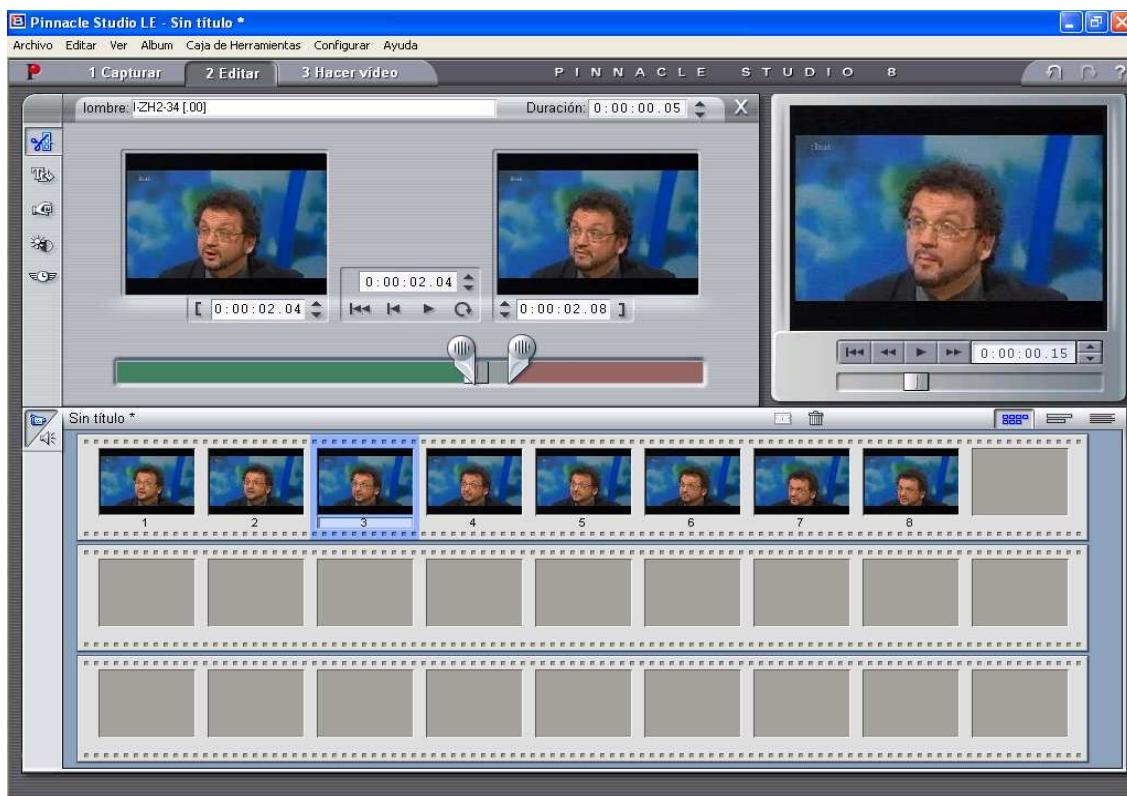 Pinnacle Studio LE - Sin título *
Archivo Editar Ver Album Caja de Herramientas Configurar Ayuda
1 Capturar 2 Editar 3 Hacer vídeo PINNACLE STUDIO 8 ?
lombre: I-ZH2-34 [.00] Duración: 0:00:00.05 X
0:00:02.04
[ 0:00:02.04 0:00:02.08 ]
0:00:00.15
Sin título *
1 2 3 4 5 6 7 8